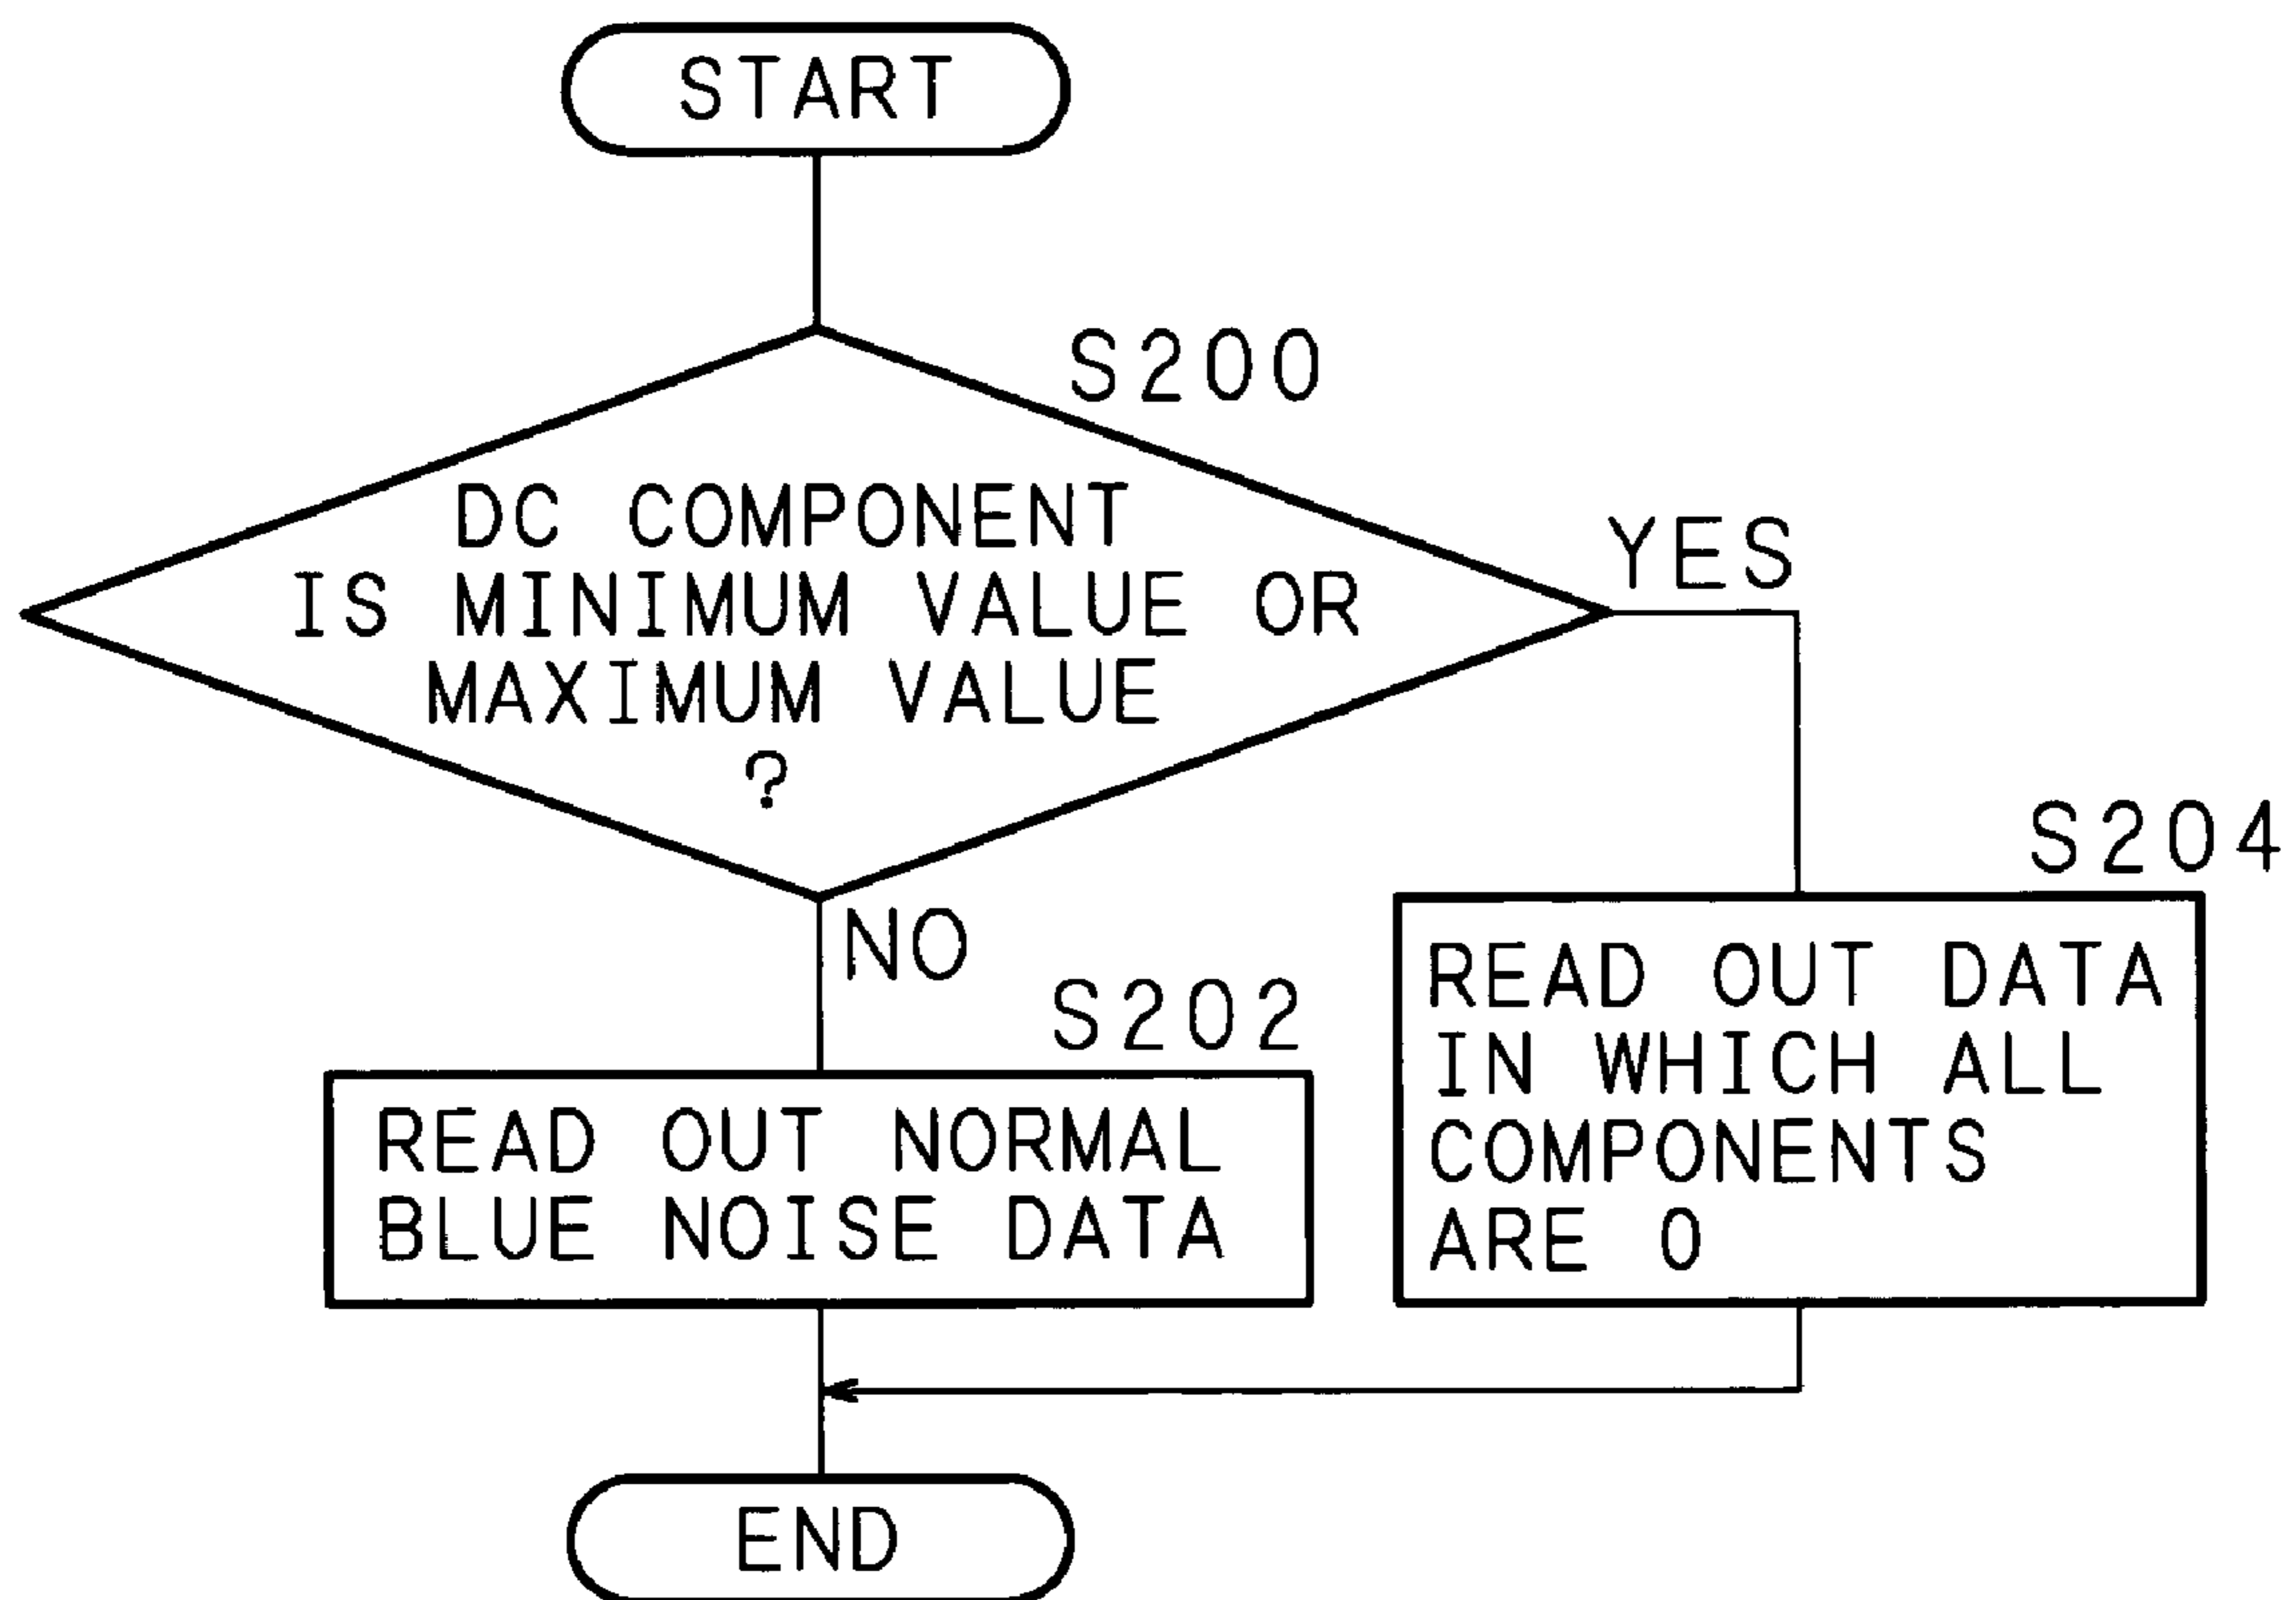 START
S200
DC COMPONENT
IS MINIMUM VALUE OR
MAXIMUM VALUE
?
YES
NO
S204
READ OUT DATA
IN WHICH ALL
COMPONENTS
ARE 0
S202
READ OUT NORMAL
BLUE NOISE DATA
END